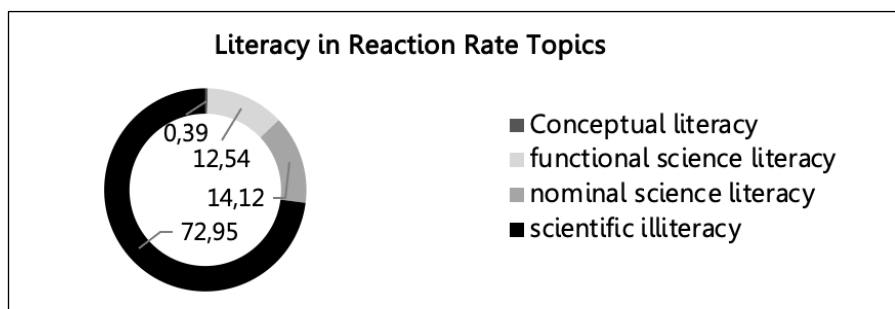 Literacy in Reaction Rate Topics
0,39
12,54
14,12
72,95
Conceptual literacy
functional science literacy
nominal science literacy
scientific illiteracy